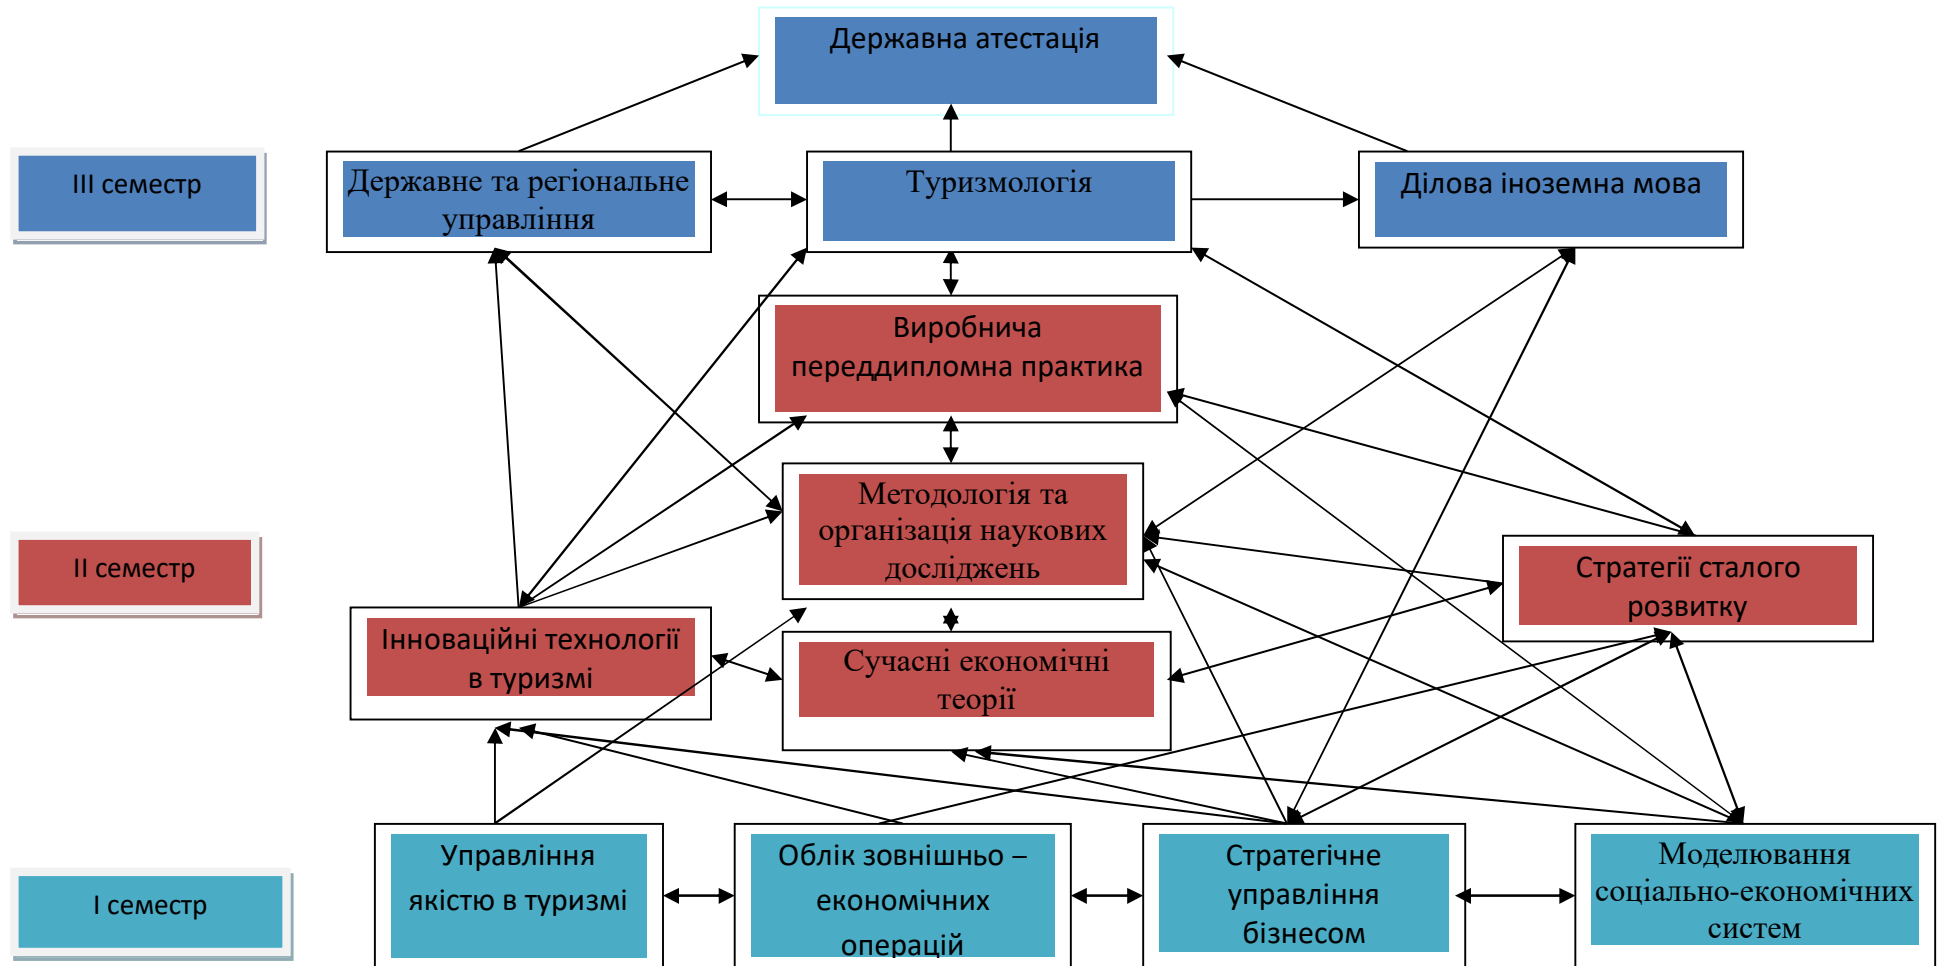 Державна атестація
ІІІ семестр
Державне та регіональне
управління
Туризмологія
Ділова іноземна мова
Виробнича
переддипломна практика
Методологія та
організація наукових
досліджень
ІІ семестр
Стратегії сталого
розвитку
Інноваційні технології
в туризмі
Сучасні економічні
теорії
І семестр
Управління
якістю в туризмі
Облік зовнішньо –
економічних
операцій
Стратегічне
управління
бізнесом
Моделювання
соціально-економічних
систем